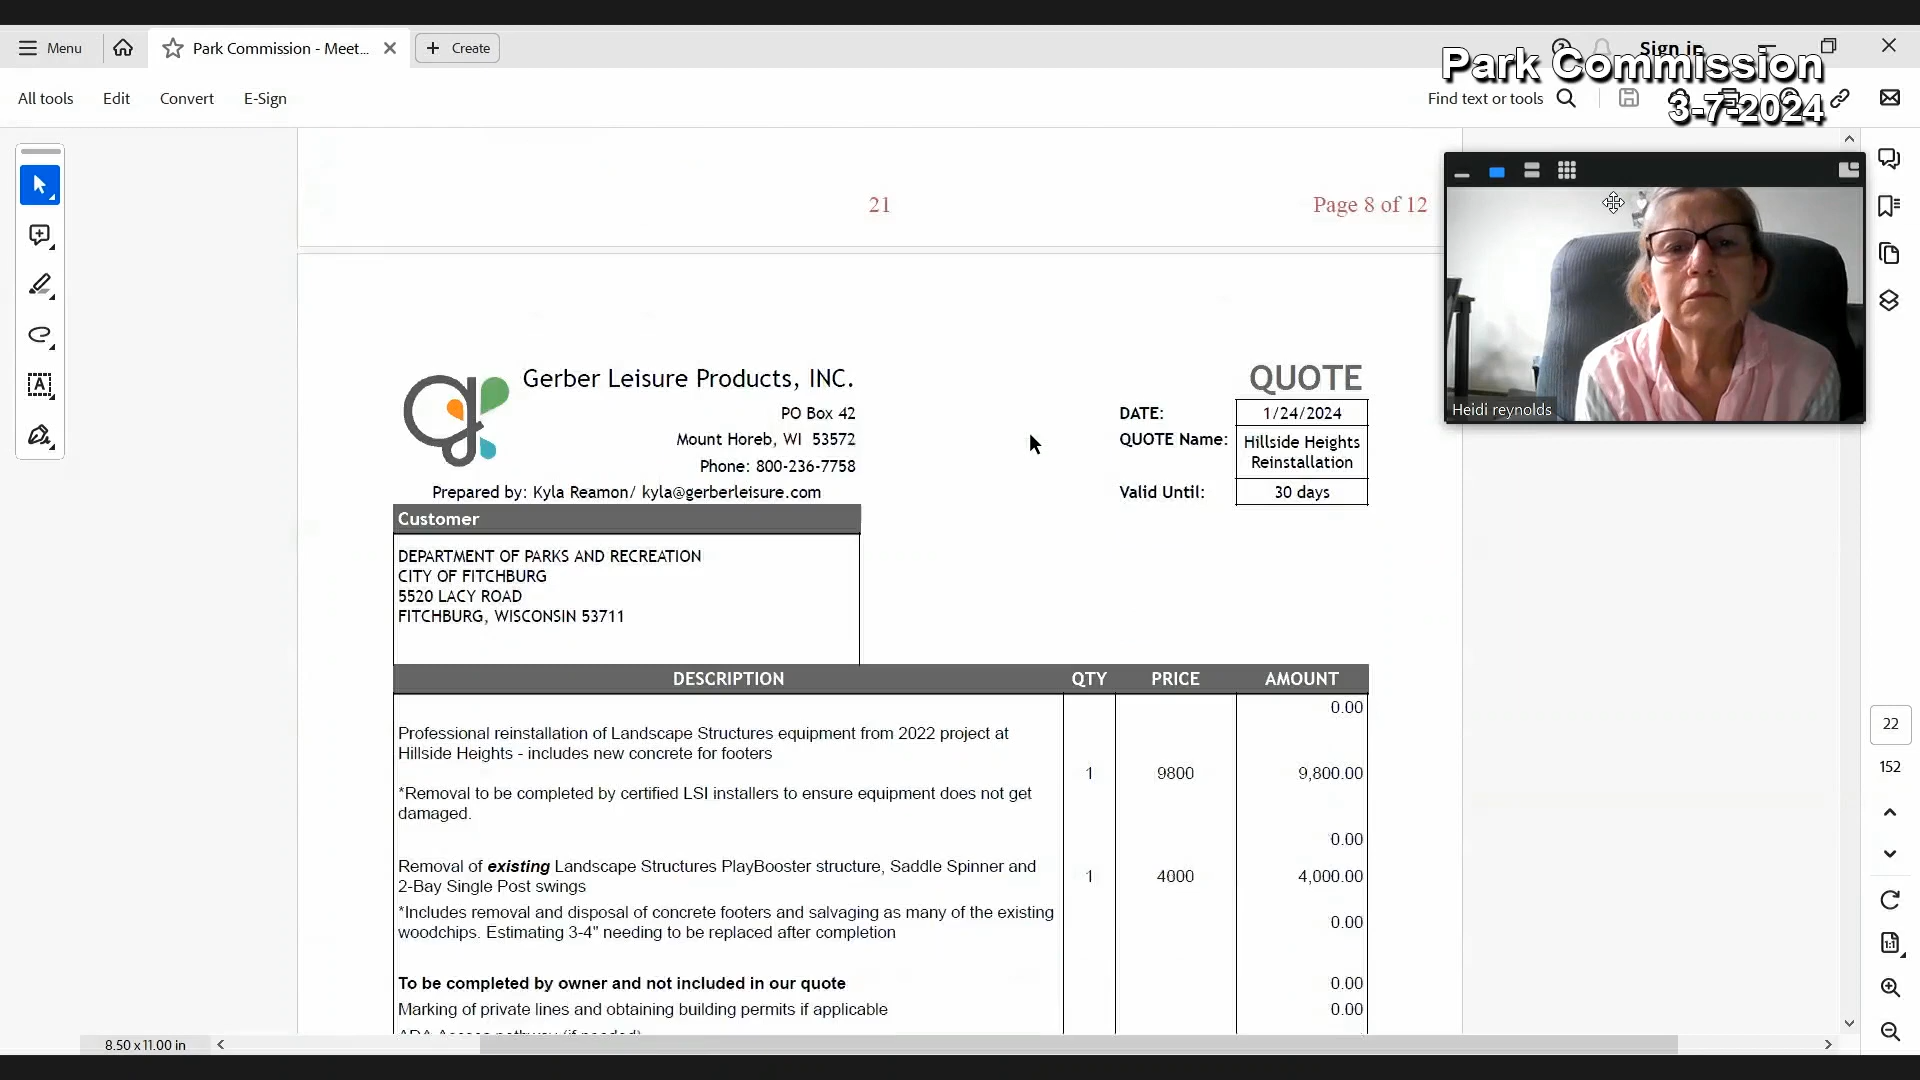 Menu
Park Commission - Meet...
Create
Sign in
Park Commission
3-7-2024
All tools
Edit
Convert
E-Sign
Find text or tools
21
Page 8 of 12
Heidi reynolds
Gerber Leisure Products, INC.
QUOTE
PO Box 42
DATE:
1/24/2024
Mount Horeb, WI 53572
QUOTE Name:
Hillside Heights
Reinstallation
Phone: 800-236-7758
Prepared by: Kyla Reamon/ kyla@gerberleisure.com
Valid Until:
30 days
Customer
DEPARTMENT OF PARKS AND RECREATION
CITY OF FITCHBURG
5520 LACY ROAD
FITCHBURG, WISCONSIN 53711
DESCRIPTION QTY PRICE AMOUNT
0.00
Professional reinstallation of Landscape Structures equipment from 2022 project at
Hillside Heights - includes new concrete for footers
1 9800 9,800.00
*Removal to be completed by certified LSI installers to ensure equipment does not get
damaged.
0.00
Removal of existing Landscape Structures PlayBooster structure, Saddle Spinner and
2-Bay Single Post swings
1 4000 4,000.00
*Includes removal and disposal of concrete footers and salvaging as many of the existing
woodchips. Estimating 3-4" needing to be replaced after completion
0.00
To be completed by owner and not included in our quote 0.00
Marking of private lines and obtaining building permits if applicable 0.00
ADA Access pathway (if needed)
22
152
8.50 x 11.00 in